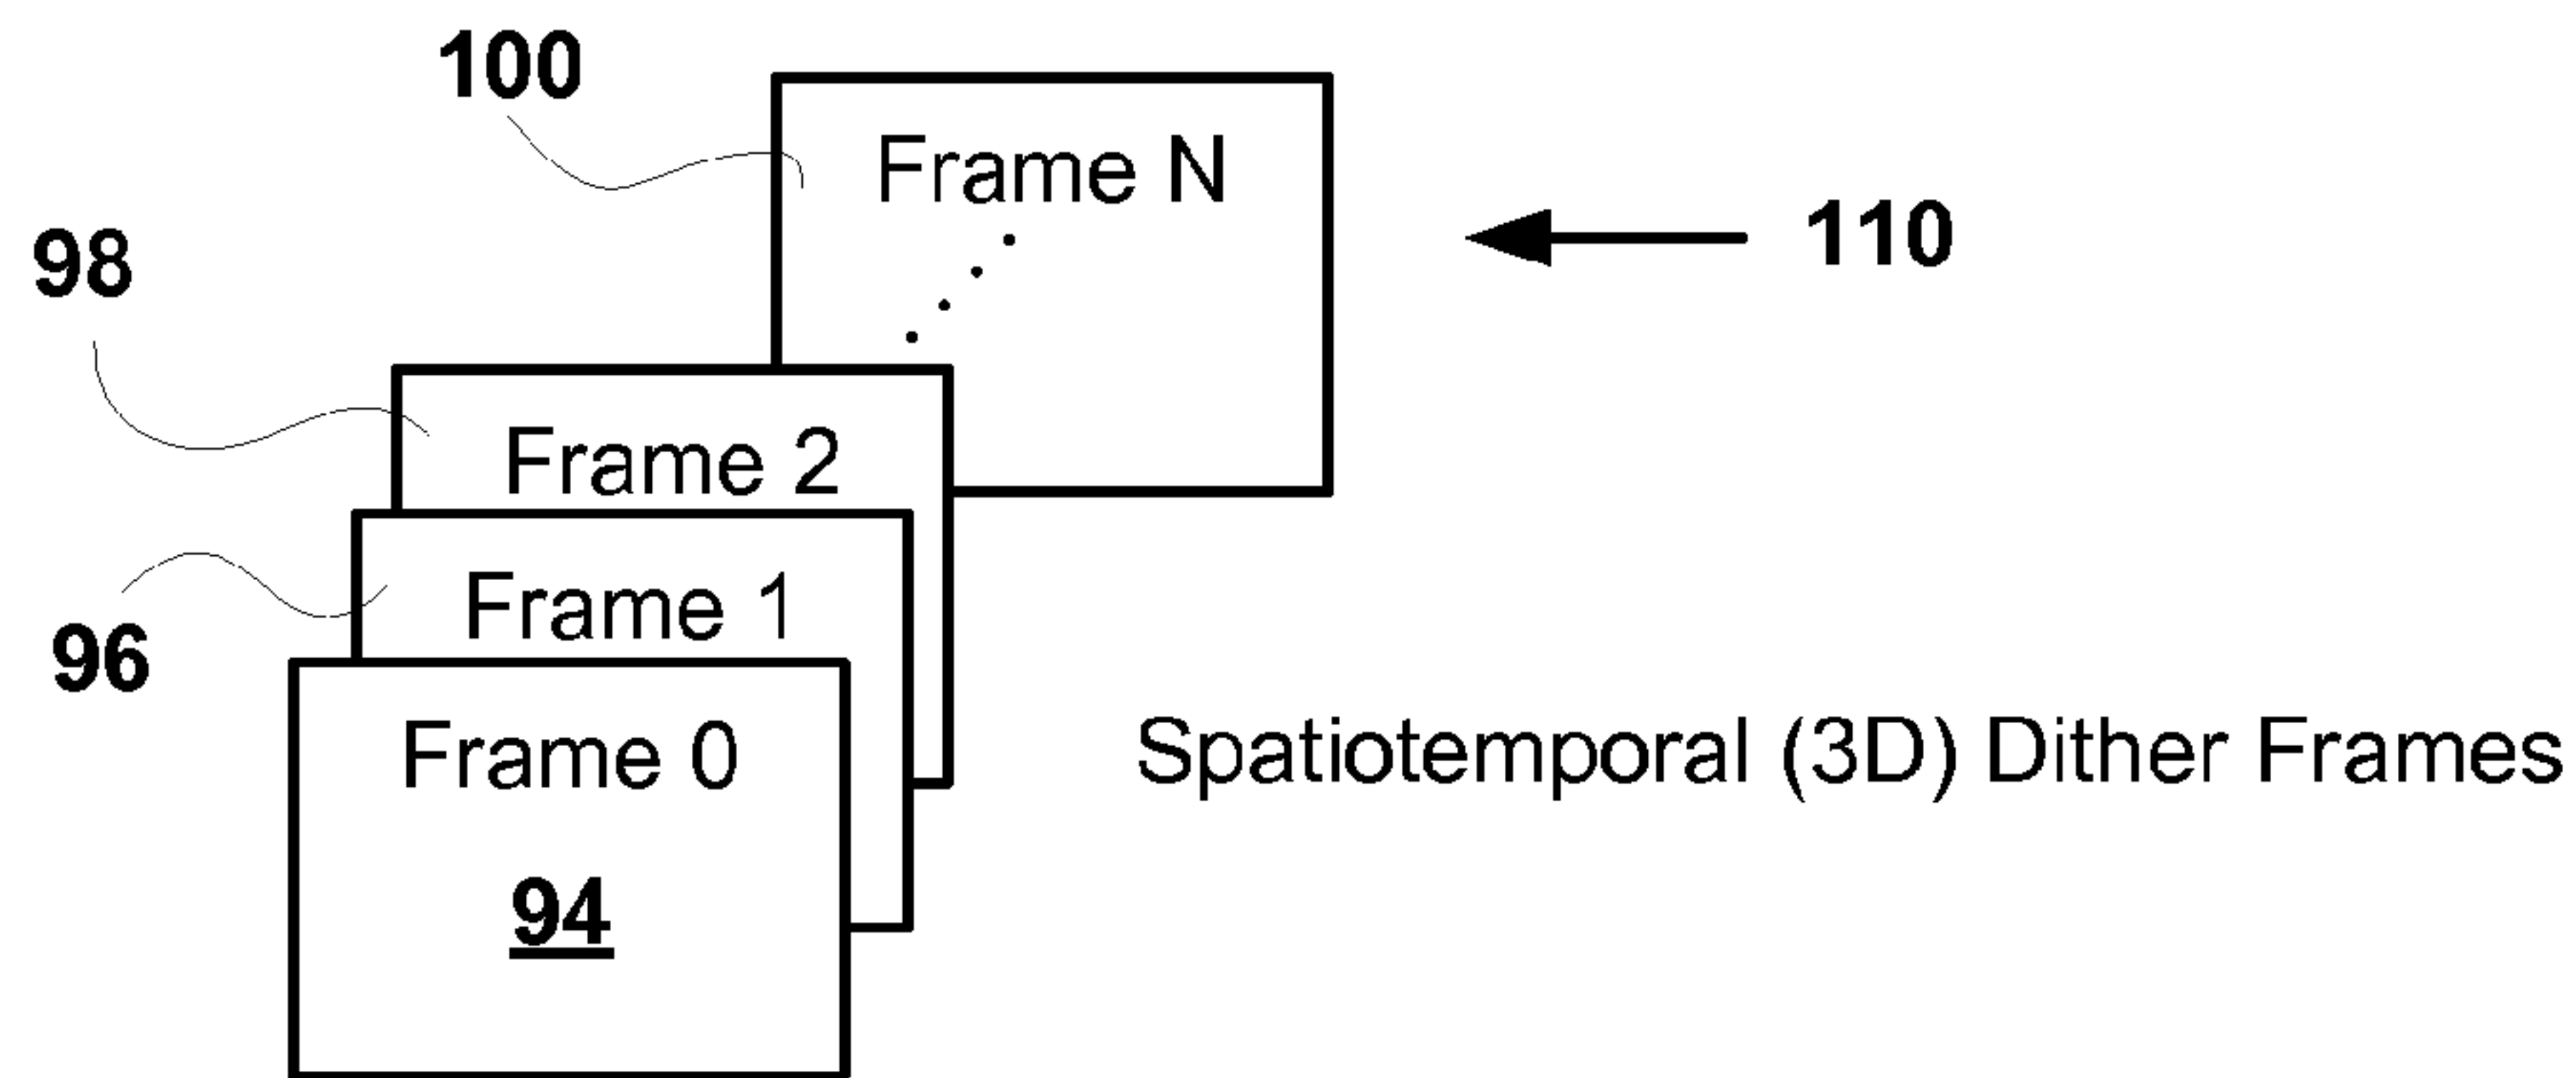 100
Frame N
110
98
Frame 2
Frame 1
96
Frame 0
Spatiotemporal (3D) Dither Frames
94